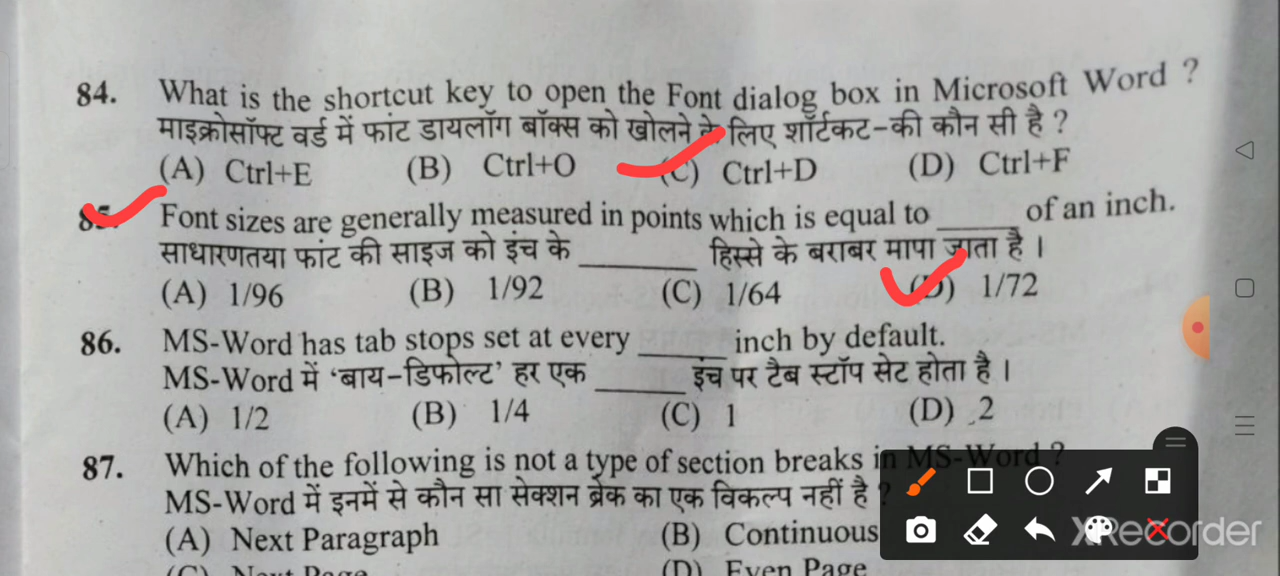 84. What is the shortcut key to open the Font dialog box in Microsoft Word ?
माइक्रोसॉफ्ट वर्ड में फांट डायलॉग बॉक्स को खोलने के लिए शॉर्टकट-की कौन सी है ?
(A) Ctrl+E (B) Ctrl+O (C) Ctrl+D (D) Ctrl+F
85. Font sizes are generally measured in points which is equal to ______ of an inch.
साधारणतया फांट की साइज को इंच के ______ हिस्से के बराबर मापा जाता है ।
(A) 1/96 (B) 1/92 (C) 1/64 (D) 1/72
86. MS-Word has tab stops set at every ______ inch by default.
MS-Word में ‘बाय-डिफोल्ट’ हर एक ______ इंच पर टैब स्टॉप सेट होता है ।
(A) 1/2 (B) 1/4 (C) 1 (D) 2
87. Which of the following is not a type of section breaks in MS-Word ?
MS-Word में इनमें से कौन सा सेक्शन ब्रेक का एक विकल्प नहीं है ?
(A) Next Paragraph (B) Continuous
(C) Next Page (D) Even Page
XRecorder